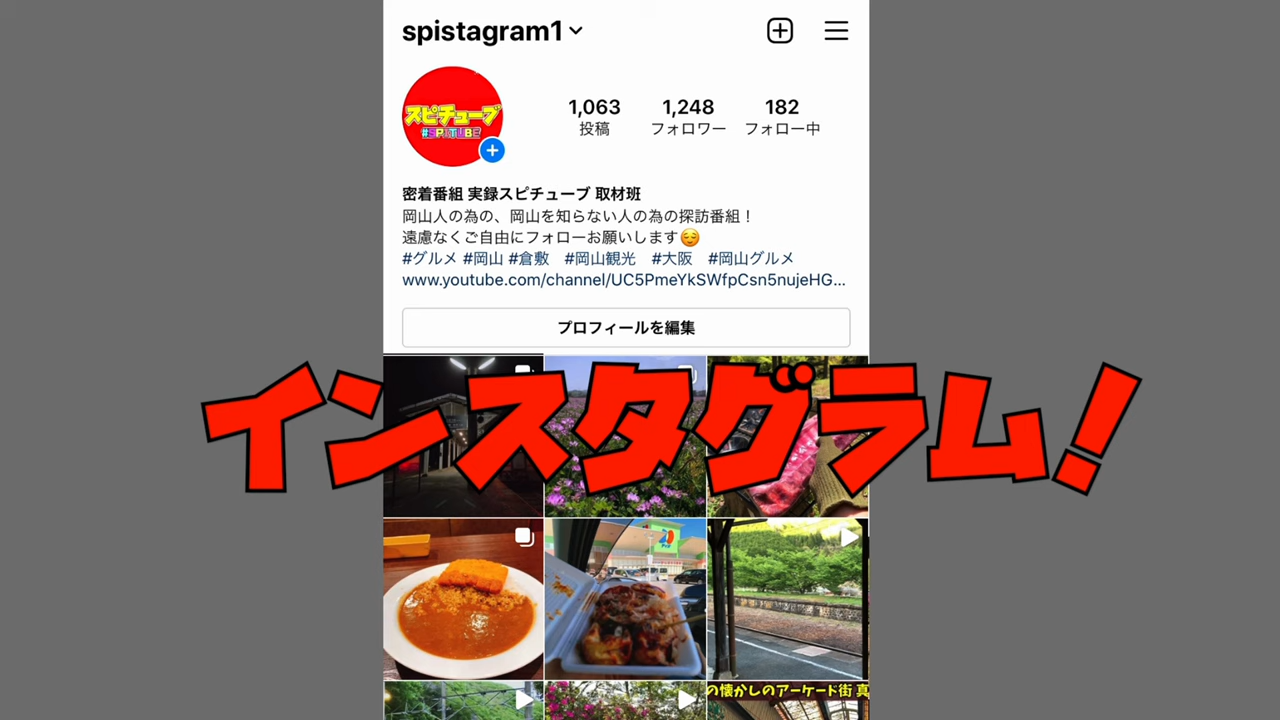 spistagram1
スピチューブ
#SPITUBE
1,063
投稿
1,248
フォロワー
182
フォロー中
密着番組 実録スピチューブ 取材班
岡山人の為の、岡山を知らない人の為の探訪番組！
遠慮なくご自由にフォローお願いします😌
#グルメ #岡山 #倉敷 #岡山観光 #大阪 #岡山グルメ
www.youtube.com/channel/UC5PmeYkSWfpCsn5nujeHG...
プロフィールを編集
インスタグラム！
の懐かしのアーケード街 真